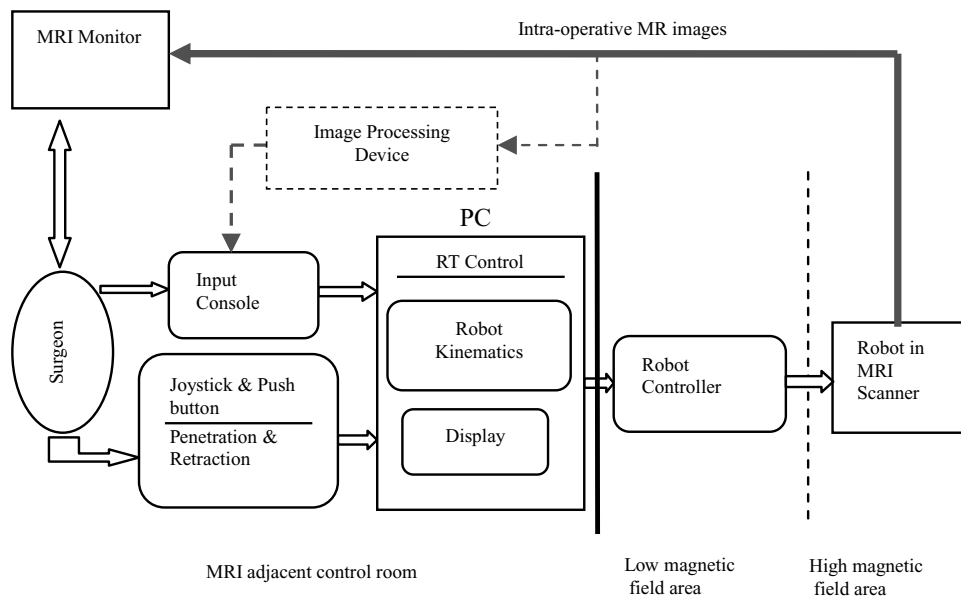 MRI Monitor
Intra-operative MR images
Image Processing
Device
PC
RT Control
Input
Console
Robot
Kinematics
Surgeon
Joystick & Push
button
Penetration &
Retraction
Display
Robot
Controller
Robot in
MRI
Scanner
MRI adjacent control room
Low magnetic
field area
High magnetic
field area